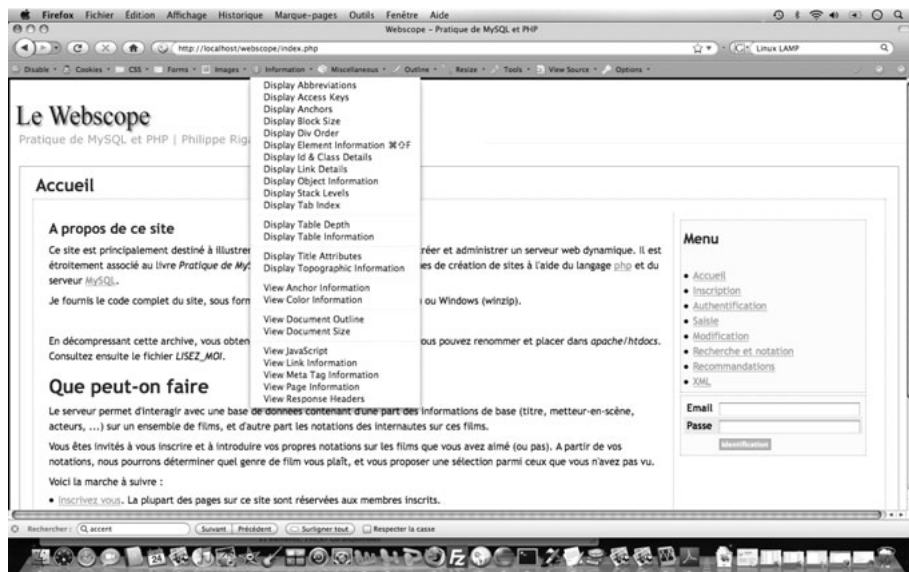 Firefox Fichier Édition Affichage Historique Marque-pages Outils Fenêtre Aide
Webscope – Pratique de MySQL et PHP
http://localhost/webscope/index.php
Linux LAMP
Disable Cookies CSS Forms Images Information Miscellaneous Outline Resize Tools View Source Options
Display Abbreviations
Display Access Keys
Display Anchors
Display Block Size
Display Div Order
Display Element Information ⌘⇧F
Display Id & Class Details
Display Link Details
Display Object Information
Display Stack Levels
Display Tab Index
Display Table Depth
Display Table Information
Display Title Attributes
Display Topographic Information
View Anchor Information
View Color Information
View Document Outline
View Document Size
View JavaScript
View Link Information
View Meta Tag Information
View Page Information
View Response Headers
Le Webscope
Pratique de MySQL et PHP | Philippe Riga
Accueil
A propos de ce site
Ce site est principalement destiné à illustrer
réer et administrer un serveur web dynamique. Il est
étroitement associé au livre Pratique de My
es de création de sites à l'aide du langage php et du
serveur MySQL.
Je fournis le code complet du site, sous form
ou Windows (winzip).
En décompressant cette archive, vous obten
ous pouvez renommer et placer dans apache/htdocs.
Consultez ensuite le fichier LISEZ_MOI.
Que peut-on faire
Le serveur permet d'interagir avec une base de données contenant d'une part des informations de base (titre, metteur-en-scène,
acteurs, ...) sur un ensemble de films, et d'autre part les notations des internautes sur ces films.
Vous êtes invités à vous inscrire et à introduire vos propres notations sur les films que vous avez aimé (ou pas). A partir de vos
notations, nous pourrons déterminer quel genre de film vous plaît, et vous proposer une sélection parmi ceux que vous n'avez pas vu.
Voici la marche à suivre :
• Inscrivez vous. La plupart des pages sur ce site sont réservées aux membres inscrits.
Menu
• Accueil
• Inscription
• Authentification
• Saisie
• Modification
• Recherche et notation
• Recommandations
• XML
Email
Passe
Identification
Rechercher : accent Suivant Précédent Surligner tout Respecter la casse